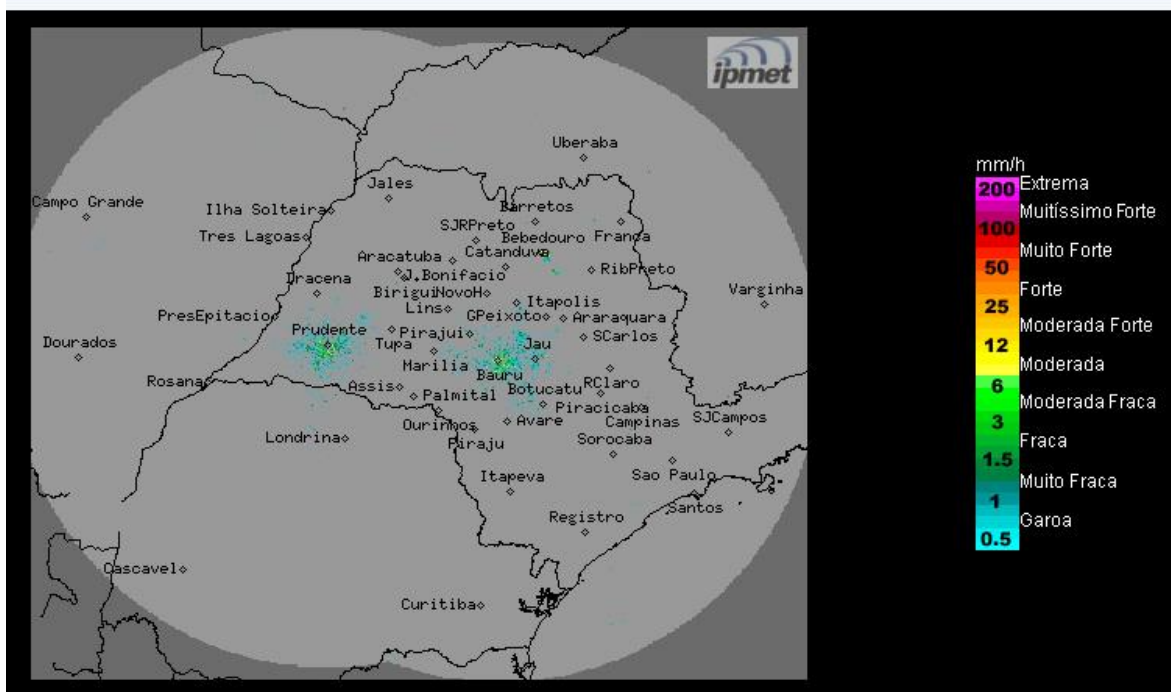 ipmet
Uberaba
Jales
Campo Grande
Ilha Solteira
Barretos
SJRPreto
Bebedouro
Franca
Tres Lagoas
Catanduva
Aracatuba
J.Bonifacio
RibPreto
Dracena
Birigui
NovoH
Itapolis
Varginha
Lins
GPeixoto
Araraquara
PresEpitacio
Prudente
Pirajui
SCarlos
Dourados
Tupa
Jau
Marilia
Bauru
Rosana
Assis
Botucatu
RClaro
Palmital
Piracicaba
SJCampos
Ourinhos
Avare
Campinas
Londrina
Piraju
Sorocaba
Itapeva
Sao Paulo
Santos
Registro
Cascavel
Curitiba
mm/h
200 Extrema
Muitíssimo Forte
100
Muito Forte
50
Forte
25
Moderada Forte
12
Moderada
6
Moderada Fraca
3
Fraca
1.5
Muito Fraca
1
Garoa
0.5